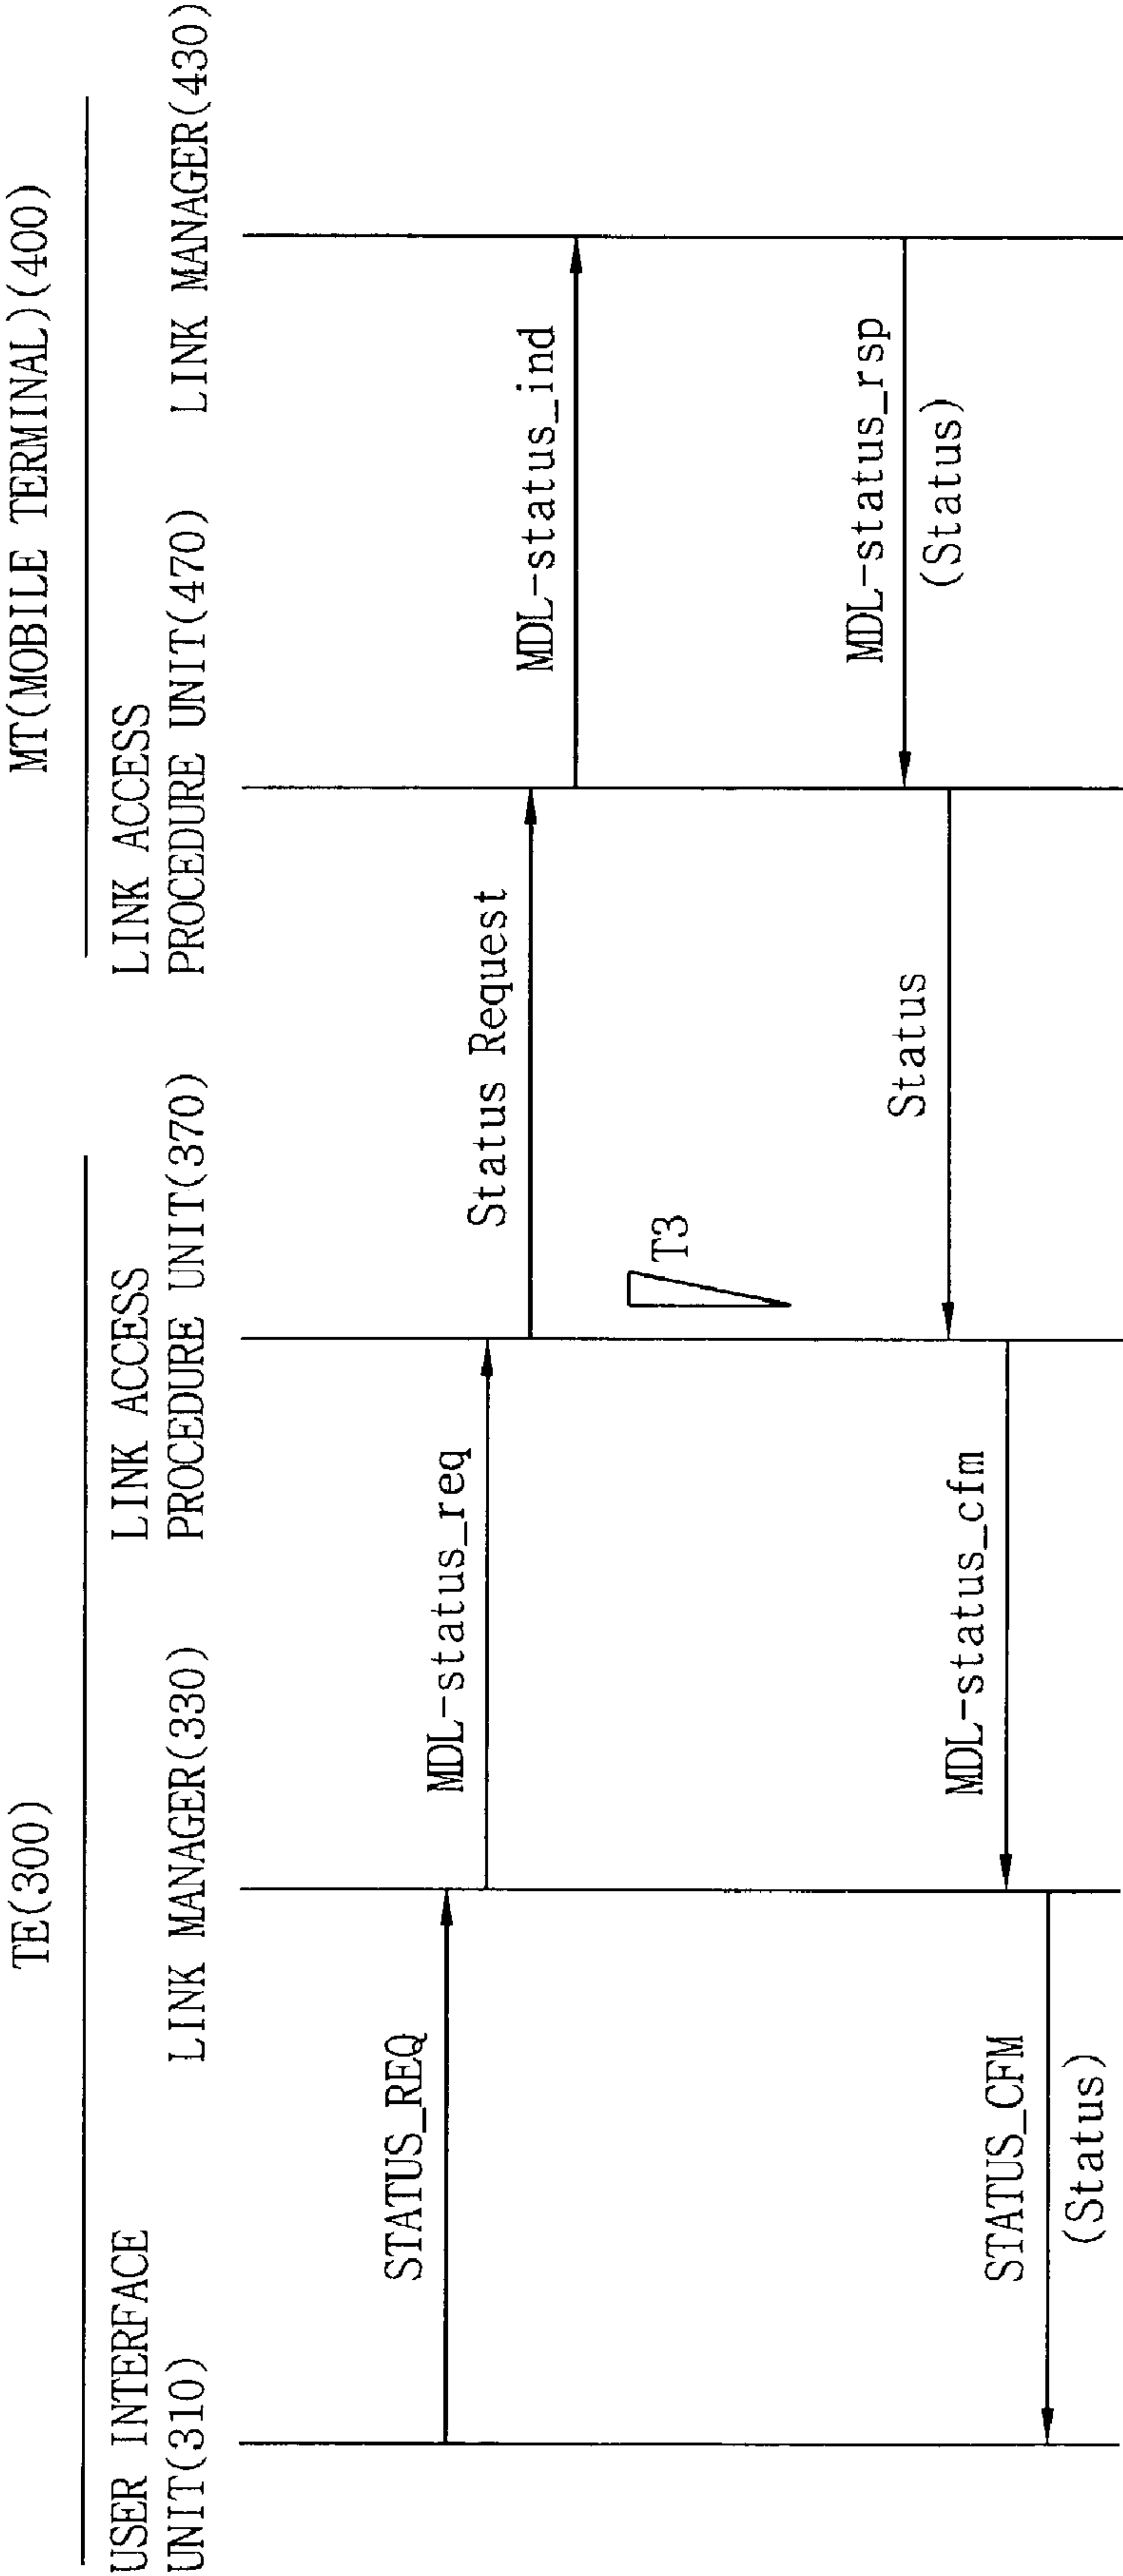 TE(300)
MT(MOBILE TERMINAL)(400)
USER INTERFACE
UNIT(310)
LINK MANAGER(330)
LINK ACCESS
PROCEDURE UNIT(370)
LINK ACCESS
PROCEDURE UNIT(470)
LINK MANAGER(430)
STATUS_REQ
MDL-status_req
Status Request
MDL-status_ind
T3
MDL-status_rsp
(Status)
Status
MDL-status_cfm
STATUS_CFM
(Status)